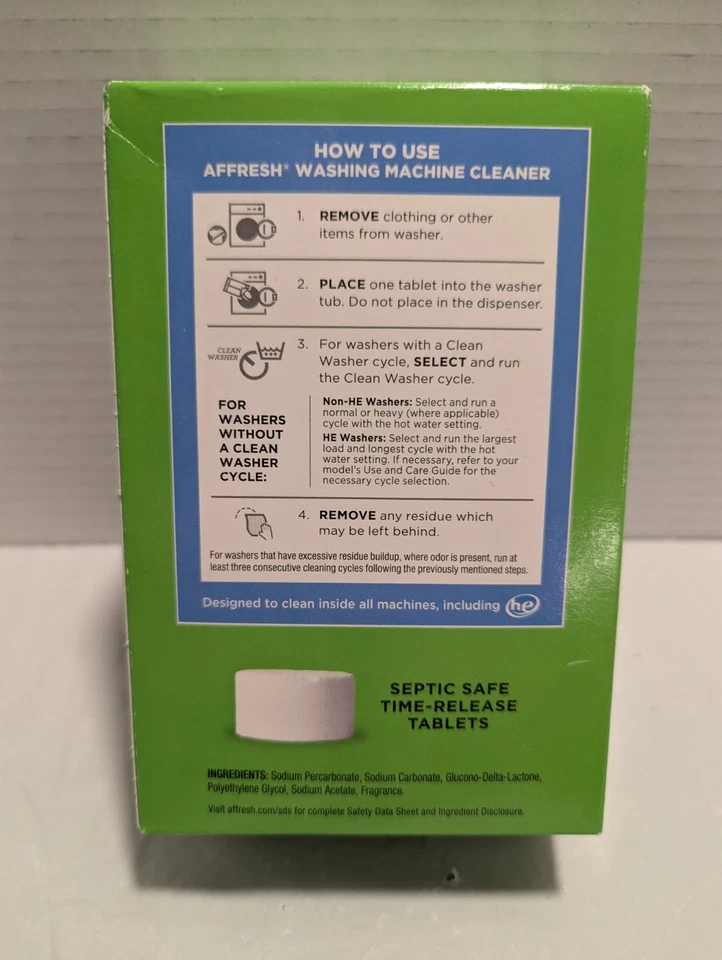 HOW TO USE
AFFRESH® WASHING MACHINE CLEANER
1. REMOVE clothing or other
items from washer.
2. PLACE one tablet into the washer
tub. Do not place in the dispenser.
CLEAN
WASHER
3. For washers with a Clean
Washer cycle, SELECT and run
the Clean Washer cycle.
FOR
WASHERS
WITHOUT
A CLEAN
WASHER
CYCLE:
Non-HE Washers: Select and run a
normal or heavy (where applicable)
cycle with the hot water setting.
HE Washers: Select and run the largest
load and longest cycle with the hot
water setting. If necessary, refer to your
model's Use and Care Guide for the
necessary cycle selection.
4. REMOVE any residue which
may be left behind.
For washers that have excessive residue buildup, where odor is present, run at
least three consecutive cleaning cycles following the previously mentioned steps.
Designed to clean inside all machines, including he
SEPTIC SAFE
TIME-RELEASE
TABLETS
INGREDIENTS: Sodium Percarbonate, Sodium Carbonate, Glucono-Delta-Lactone,
Polyethylene Glycol, Sodium Acetate, Fragrance.
Visit affresh.com/sds for complete Safety Data Sheet and Ingredient Disclosure.